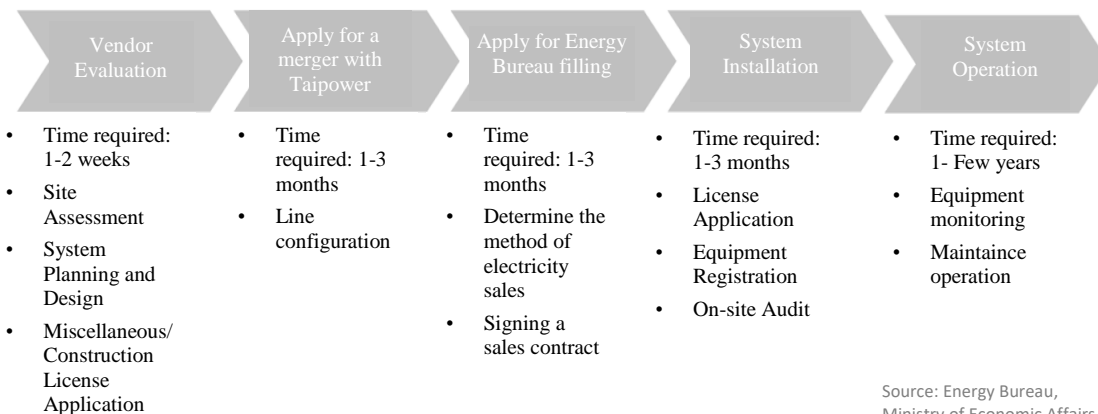 Vendor
Evaluation
Apply for a
merger with
Taipower
Apply for Energy
Bureau filling
System
Installation
System
Operation
• Time required:
1-2 weeks
• Site
Assessment
• System
Planning and
Design
• Miscellaneous/
Construction
License
Application
• Time
required: 1-3
months
• Line
configuration
• Time
required: 1-3
months
• Determine the
method of
electricity
sales
• Signing a
sales contract
• Time required:
1-3 months
• License
Application
• Equipment
Registration
• On-site Audit
• Time required:
1- Few years
• Equipment
monitoring
• Maintaince
operation
Source: Energy Bureau,
Ministry of Economic Affairs